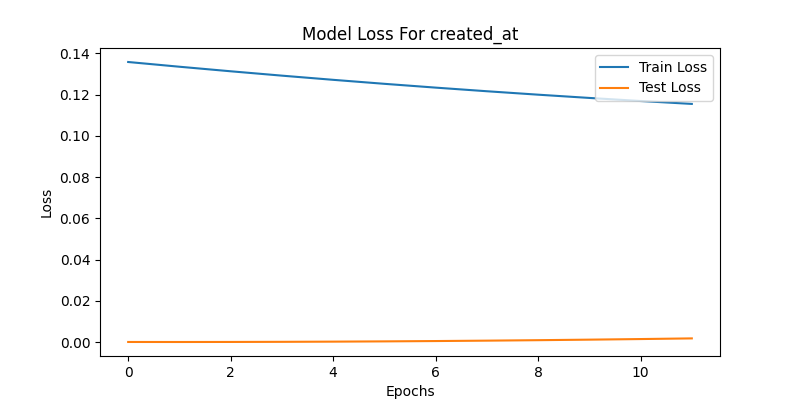 Model Loss For created_at
Train Loss
Test Loss
0.14
0.12
0.10
0.08
0.06
0.04
0.02
0.00
Loss
0 2 4 6 8 10
Epochs